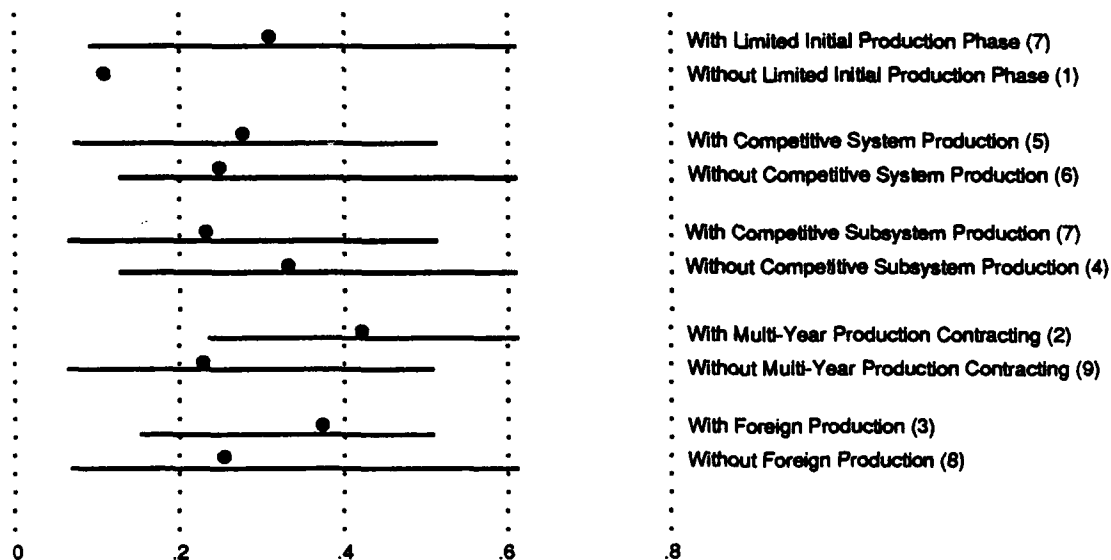 With Limited Initial Production Phase (7)
Without Limited Initial Production Phase (1)
With Competitive System Production (5)
Without Competitive System Production (6)
With Competitive Subsystem Production (7)
Without Competitive Subsystem Production (4)
With Multi-Year Production Contracting (2)
Without Multi-Year Production Contracting (9)
With Foreign Production (3)
Without Foreign Production (8)
0 .2 .4 .6 .8